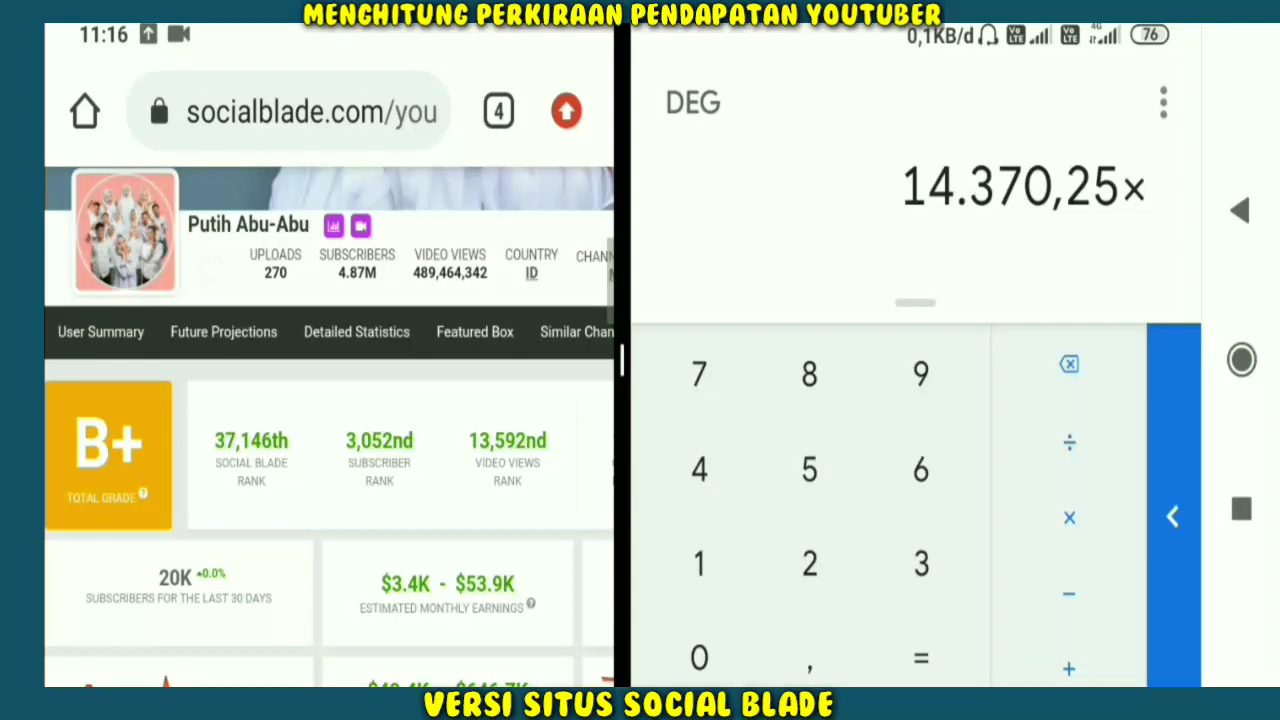 MENGHITUNG PERKIRAAN PENDAPATAN YOUTUBER
11:16
0,1KB/d
4G
76
socialblade.com/you
4
DEG
14.370,25×
Putih Abu-Abu
UPLOADS
270
SUBSCRIBERS
4.87M
VIDEO VIEWS
489,464,342
COUNTRY
ID
CHANN
User Summary
Future Projections
Detailed Statistics
Featured Box
Similar Chan
B+
TOTAL GRADE ?
37,146th
SOCIAL BLADE
RANK
3,052nd
SUBSCRIBER
RANK
13,592nd
VIDEO VIEWS
RANK
20K 0.0%
SUBSCRIBERS FOR THE LAST 30 DAYS
$3.4K - $53.9K
ESTIMATED MONTHLY EARNINGS ?
7 8 9
÷
4 5 6
×
1 2 3
−
0 , =
+
VERSI SITUS SOCIAL BLADE